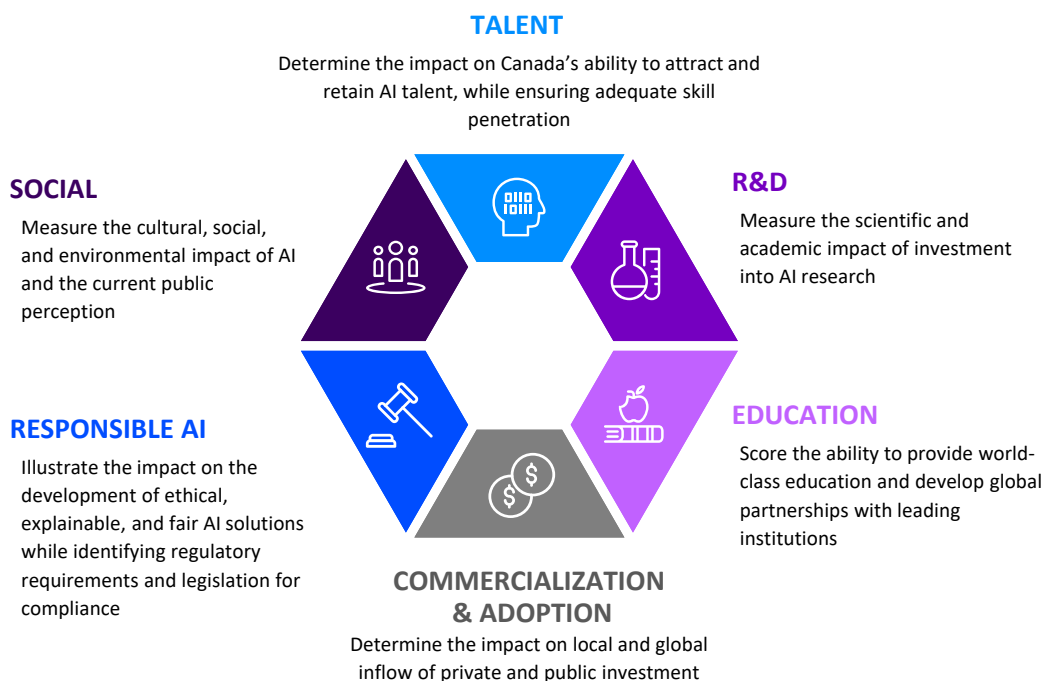 TALENT
Determine the impact on Canada’s ability to attract and
retain AI talent, while ensuring adequate skill
penetration
SOCIAL
Measure the cultural, social,
and environmental impact of AI
and the current public
perception
R&D
Measure the scientific and
academic impact of investment
into AI research
RESPONSIBLE AI
Illustrate the impact on the
development of ethical,
explainable, and fair AI solutions
while identifying regulatory
requirements and legislation for
compliance
EDUCATION
Score the ability to provide world-
class education and develop global
partnerships with leading
institutions
COMMERCIALIZATION
& ADOPTION
Determine the impact on local and global
inflow of private and public investment